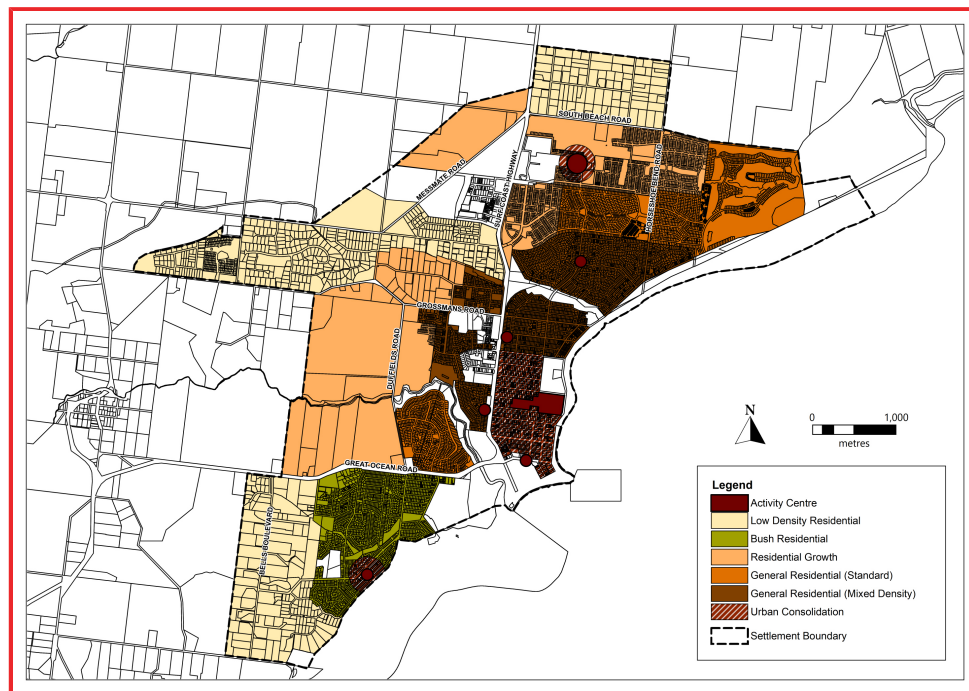 SOUTH BEACH ROAD
MESSMATE ROAD
SURF COAST HIGHWAY
HORSESHOE BEND ROAD
GROSSMANS ROAD
DUFFIELDS ROAD
GREAT OCEAN ROAD
BELLS BOULEVARD
N
0 1,000
metres
Legend
Activity Centre
Low Density Residential
Bush Residential
Residential Growth
General Residential (Standard)
General Residential (Mixed Density)
Urban Consolidation
Settlement Boundary